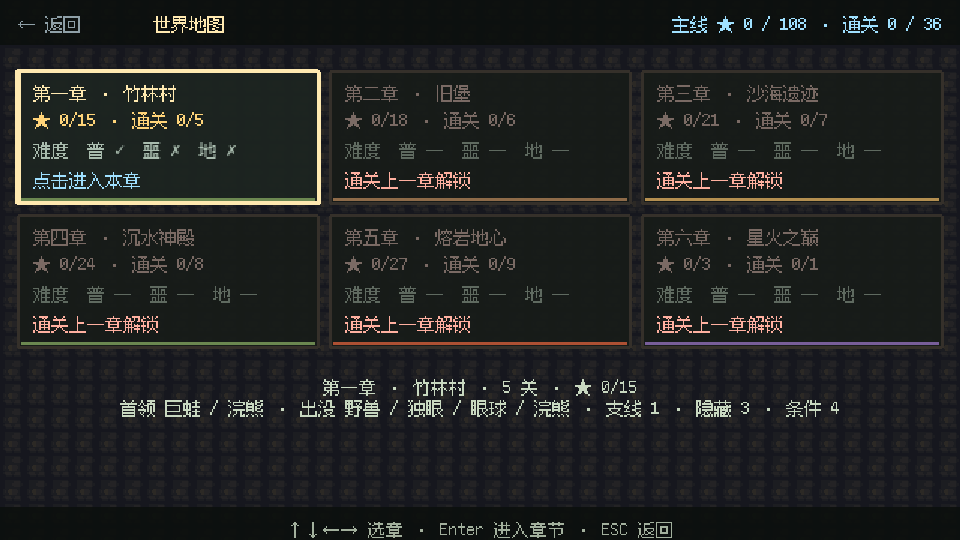 ← 返回 世界地图 主线 ★ 0 / 108 · 通关 0 / 36
第一章 · 竹林村
★ 0/15 · 通关 0/5
难度 普 ✓ 噩 ✗ 地 ✗
点击进入本章
第二章 · 旧堡
★ 0/18 · 通关 0/6
难度 普 — 噩 — 地 —
通关上一章解锁
第三章 · 沙海遗迹
★ 0/21 · 通关 0/7
难度 普 — 噩 — 地 —
通关上一章解锁
第四章 · 沉水神殿
★ 0/24 · 通关 0/8
难度 普 — 噩 — 地 —
通关上一章解锁
第五章 · 熔岩地心
★ 0/27 · 通关 0/9
难度 普 — 噩 — 地 —
通关上一章解锁
第六章 · 星火之巅
★ 0/3 · 通关 0/1
难度 普 — 噩 — 地 —
通关上一章解锁
第一章 · 竹林村 · 5 关 · ★ 0/15
首领 巨蛙 / 浣熊 · 出没 野兽 / 独眼 / 眼球 / 浣熊 · 支线 1 · 隐藏 3 · 条件 4
↑↓←→ 选章 · Enter 进入章节 · ESC 返回